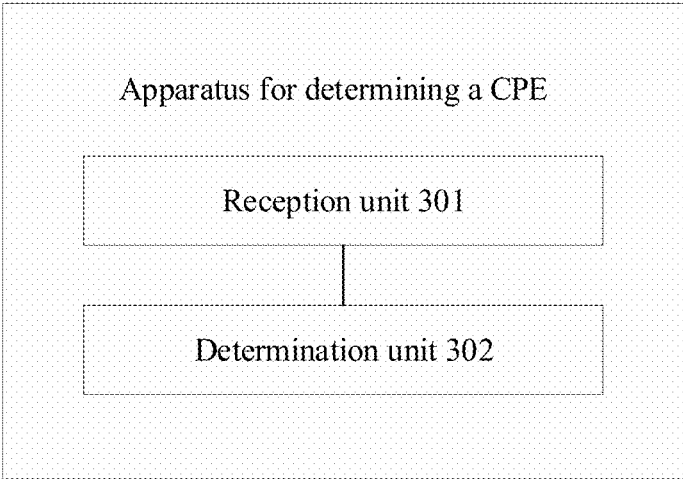 Apparatus for determining a CPE
Reception unit 301
Determination unit 302